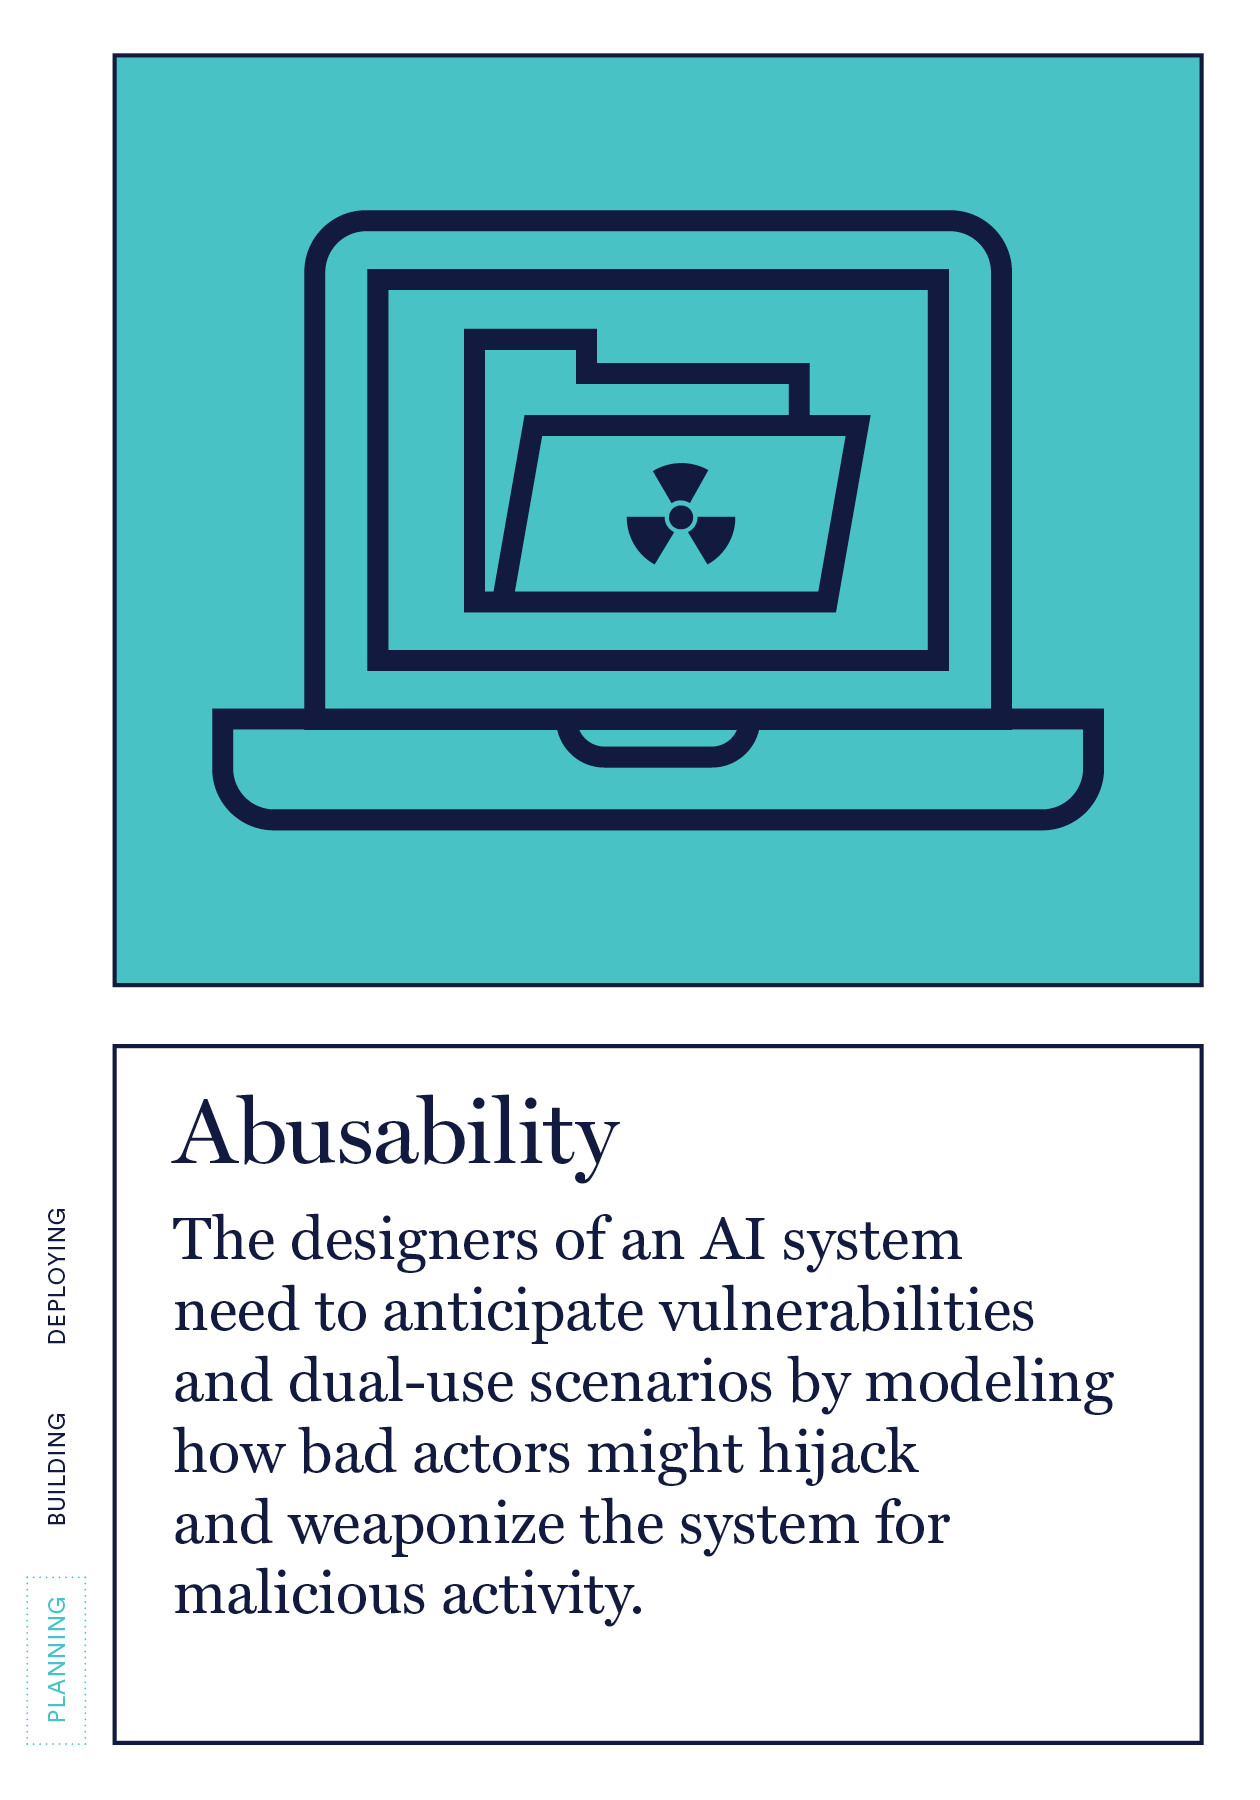 Abusability
The designers of an AI system
need to anticipate vulnerabilities
and dual-use scenarios by modeling
how bad actors might hijack
and weaponize the system for
malicious activity.
PLANNING
BUILDING
DEPLOYING